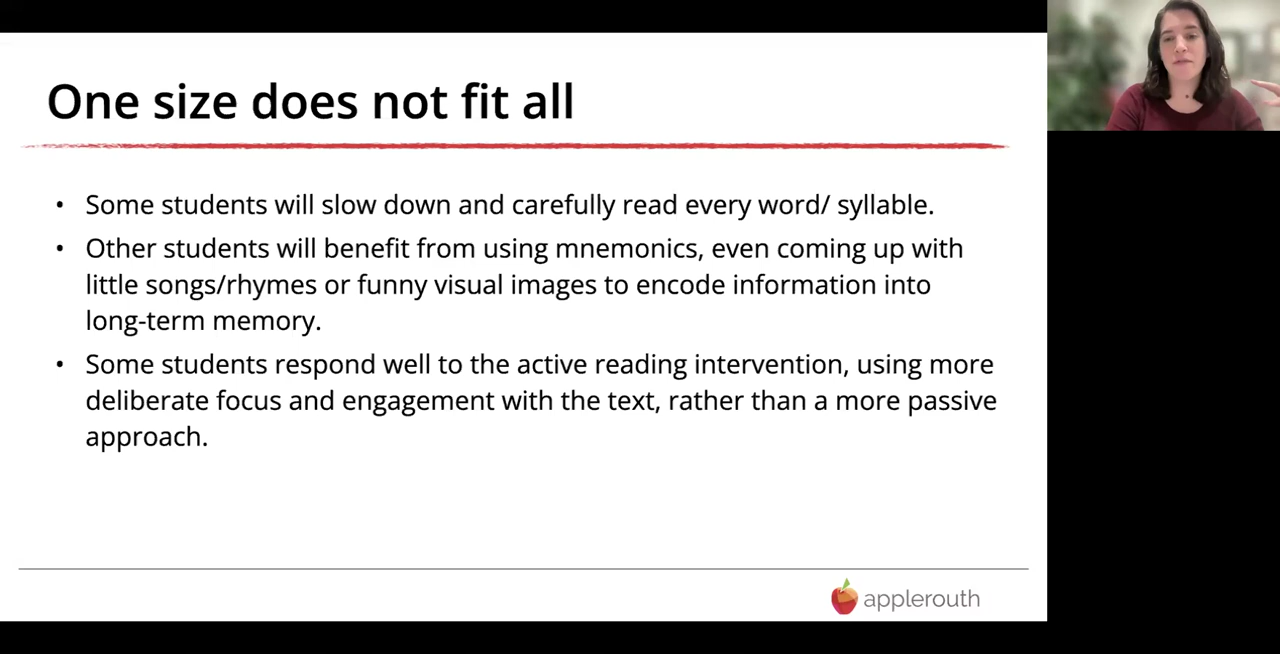 One size does not fit all
• Some students will slow down and carefully read every word/ syllable.
• Other students will benefit from using mnemonics, even coming up with
little songs/rhymes or funny visual images to encode information into
long-term memory.
• Some students respond well to the active reading intervention, using more
deliberate focus and engagement with the text, rather than a more passive
approach.
applerouth